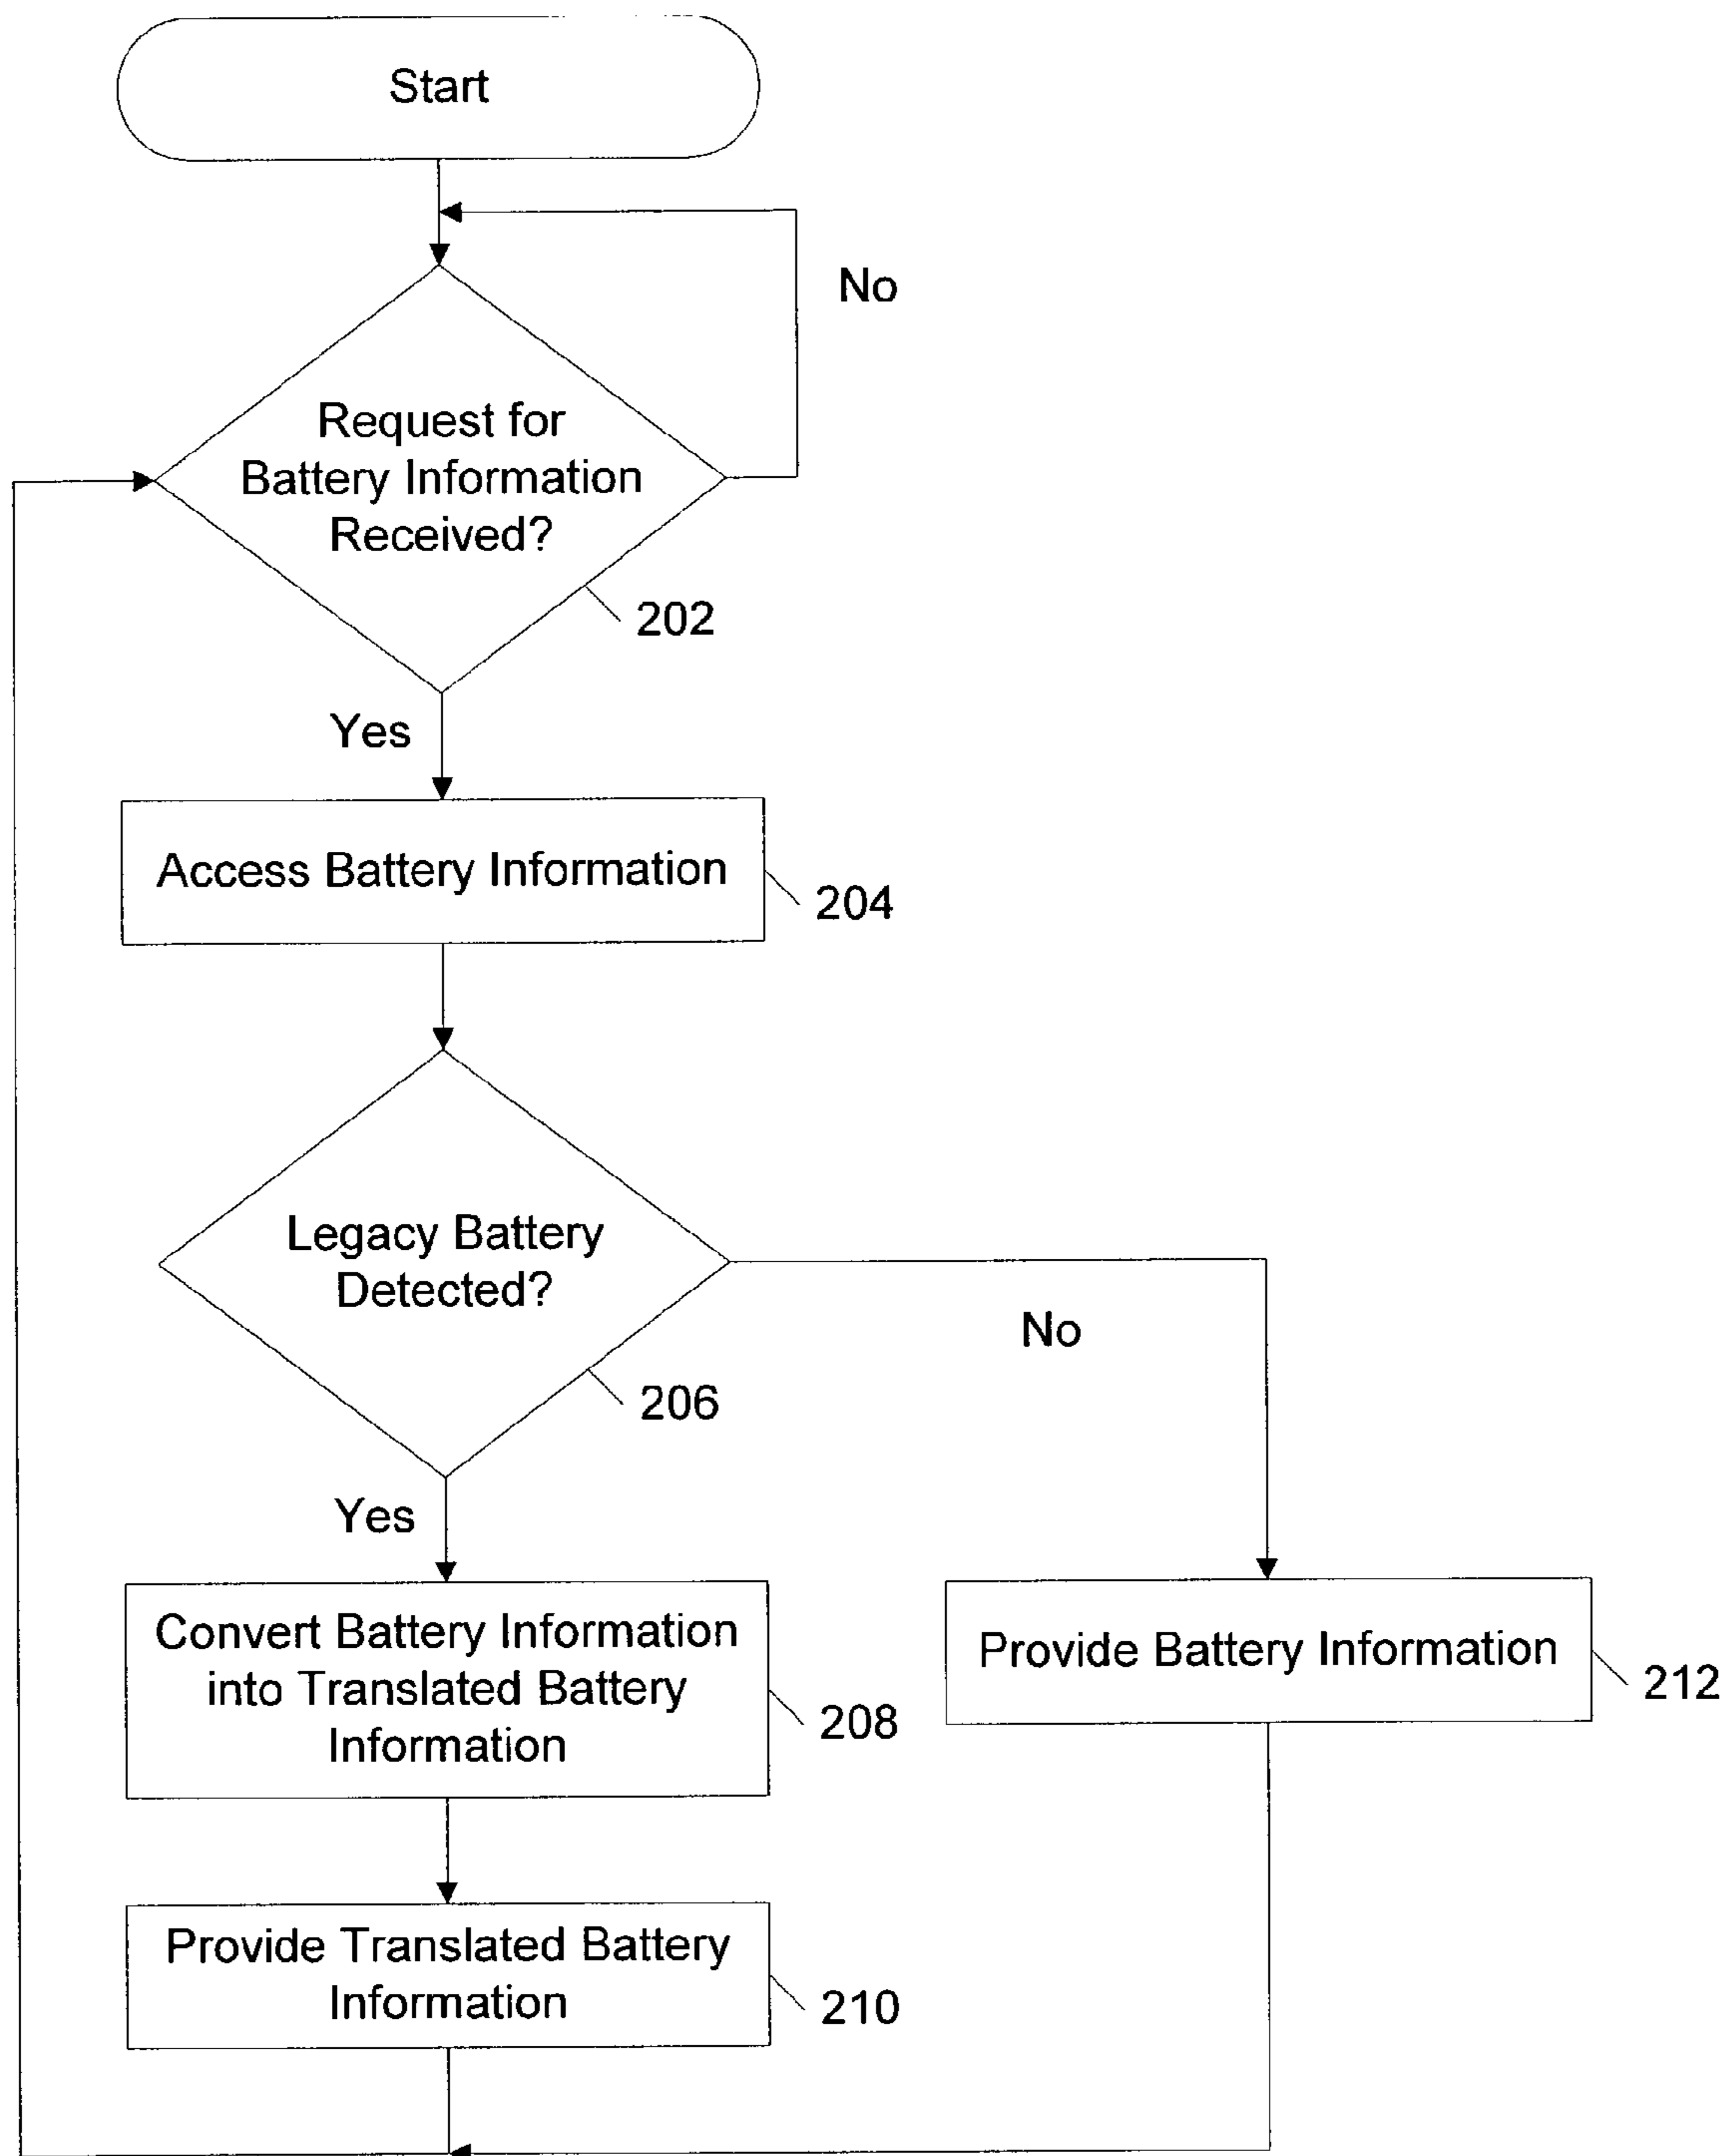 Start
No
Request for
Battery Information
Received?
202
Yes
Access Battery Information
204
Legacy Battery
Detected?
No
206
Yes
Convert Battery Information
into Translated Battery
Information
208
Provide Battery Information
212
Provide Translated Battery
Information
210